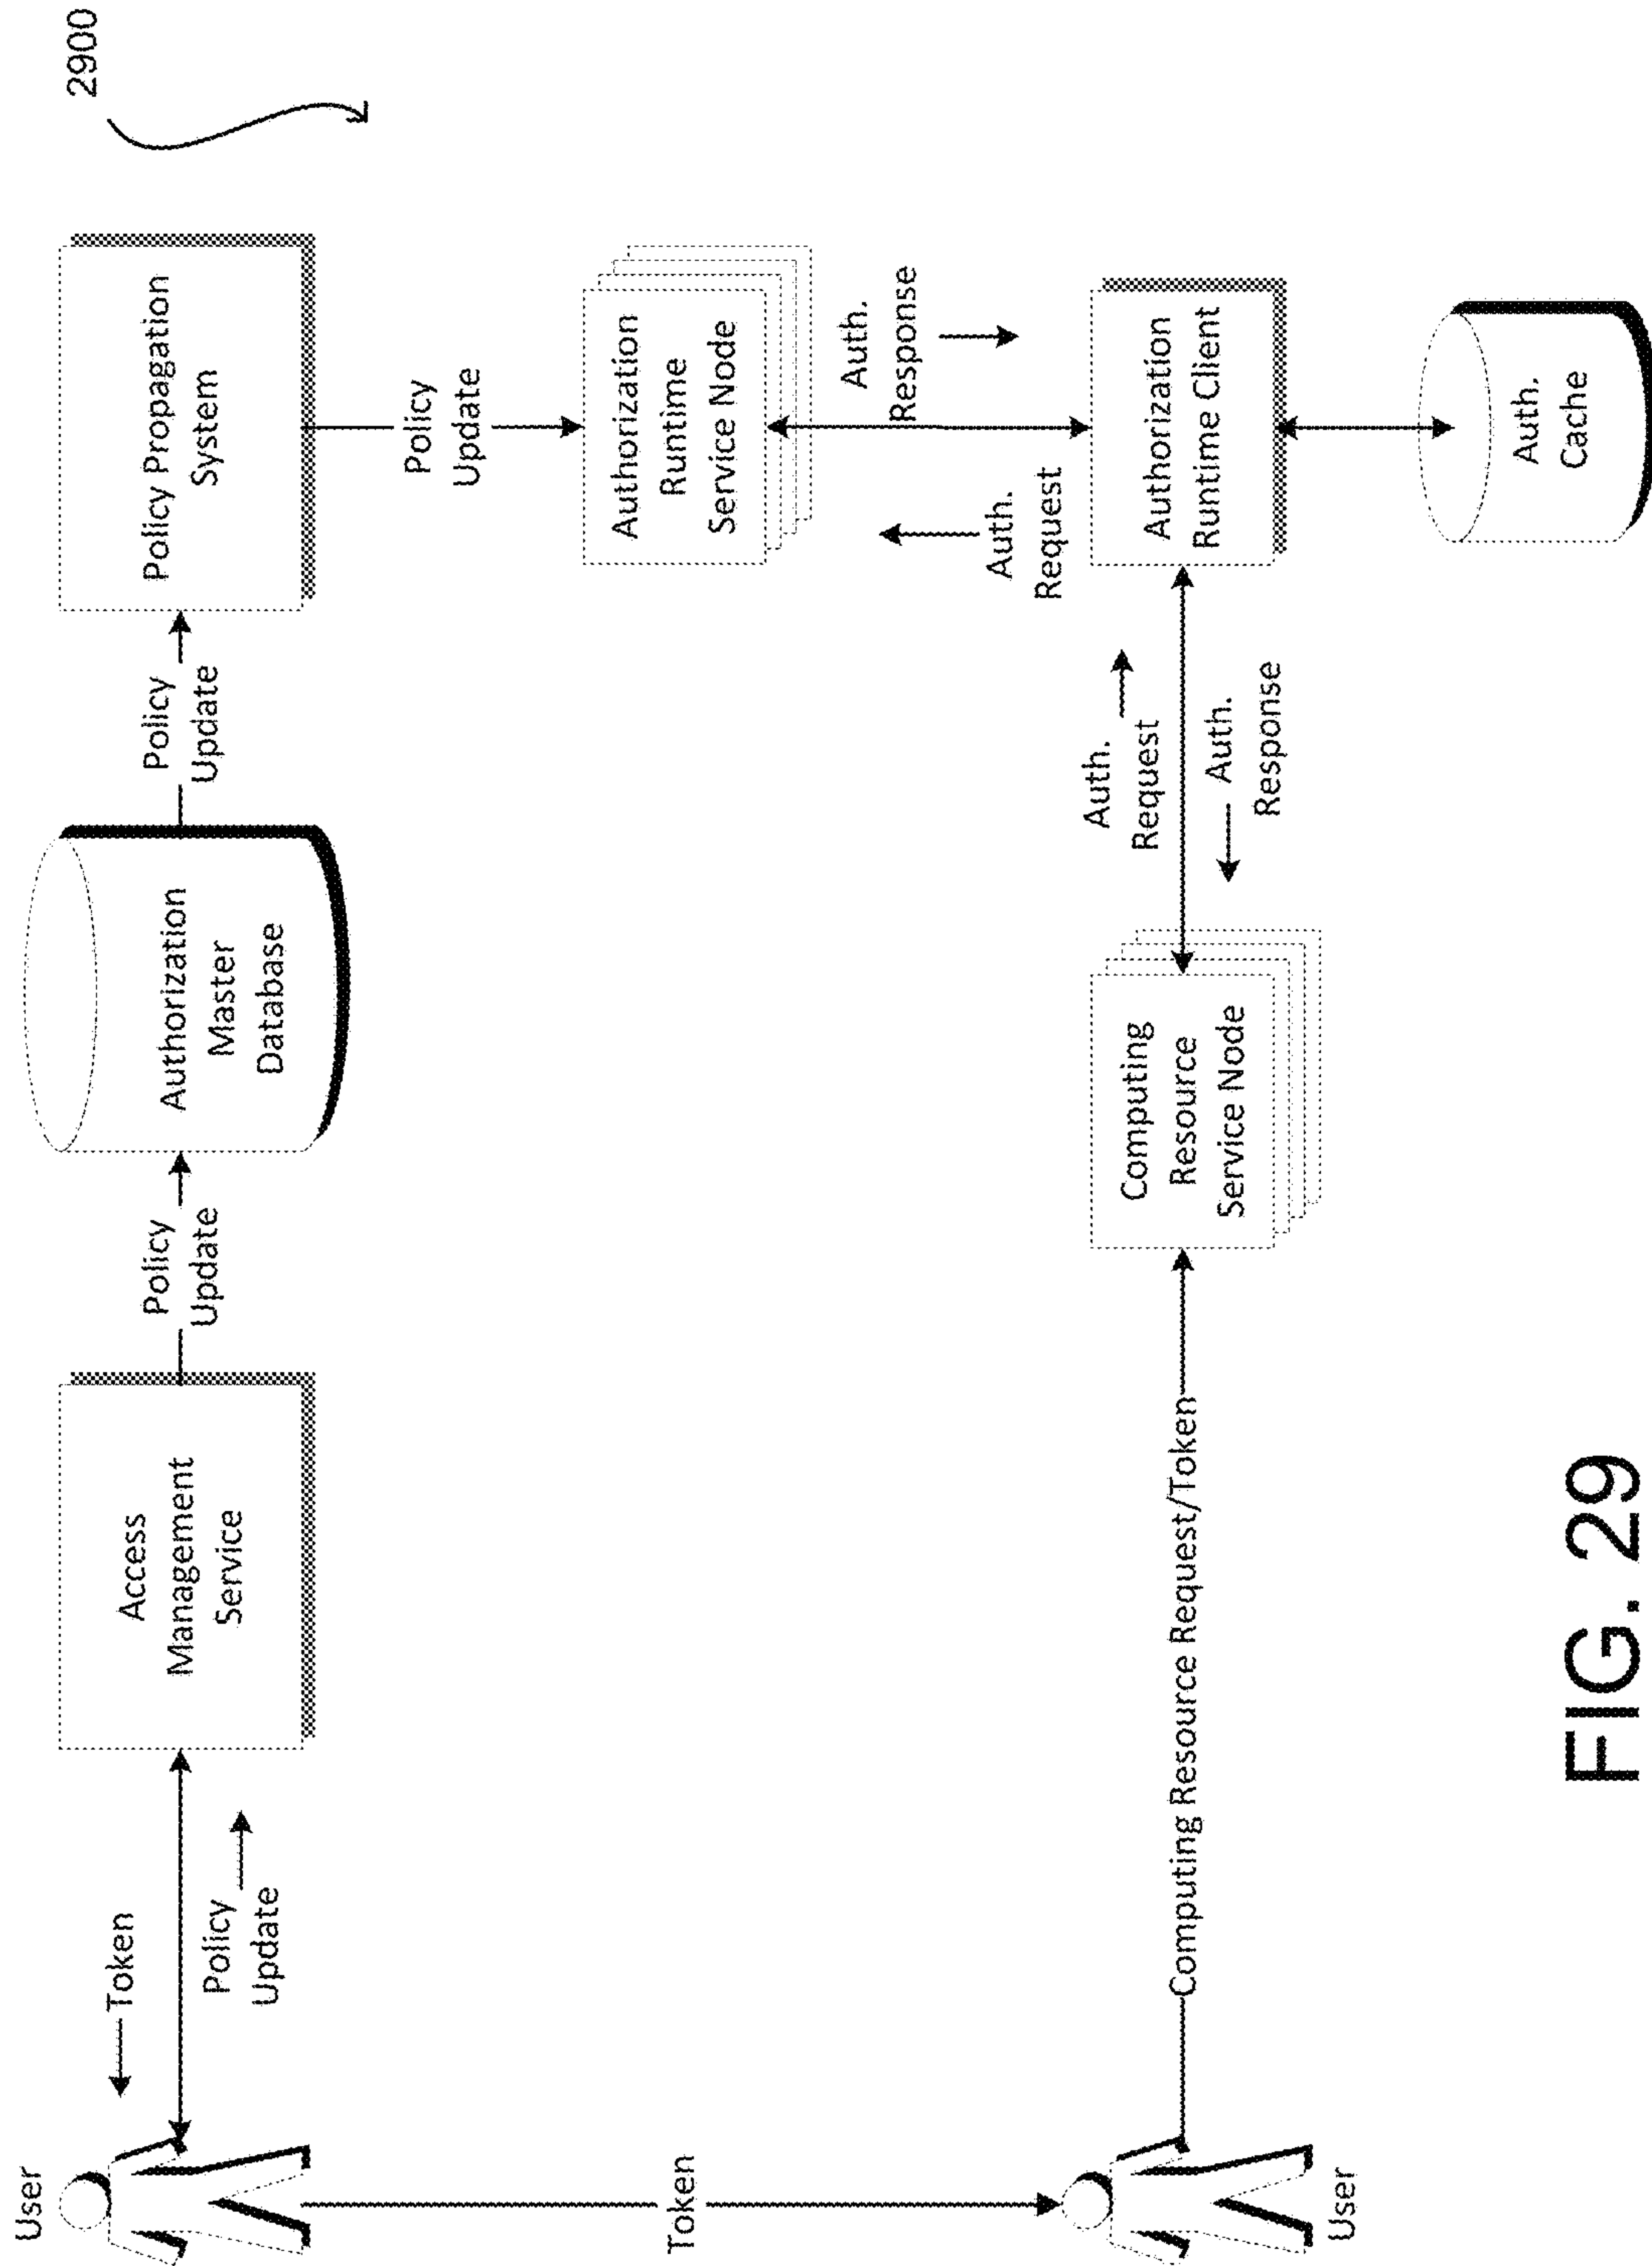 2900
User
Token
Policy
Update
Access
Management
Service
Policy
Update
Authorization
Master
Database
Policy
Update
Policy Propagation
System
Policy
Update
Authorization
Runtime
Service Node
Auth.
Response
Auth.
Request
Token
User
Computing Resource Request/Token
Computing
Resource
Service Node
Auth.
Request
Auth.
Response
Authorization
Runtime Client
Auth.
Cache
FIG. 29